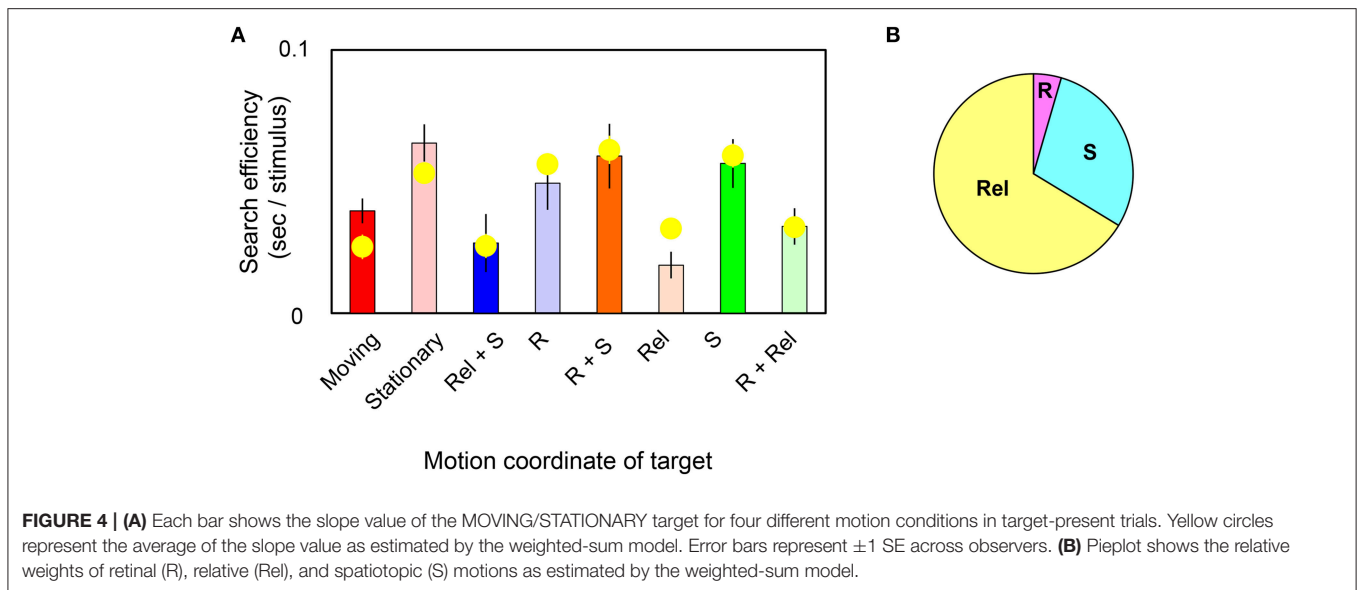 A
B
0.1
Search efficiency
(sec / stimulus)
0
Moving
Stationary
Rel + S
R
R + S
Rel
S
R + Rel
Motion coordinate of target
R
S
Rel
FIGURE 4 | (A) Each bar shows the slope value of the MOVING/STATIONARY target for four different motion conditions in target-present trials. Yellow circles
represent the average of the slope value as estimated by the weighted-sum model. Error bars represent ±1 SE across observers. (B) Pieplot shows the relative
weights of retinal (R), relative (Rel), and spatiotopic (S) motions as estimated by the weighted-sum model.